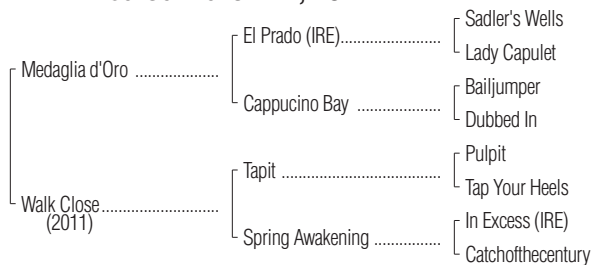 El Prado (IRE)
Sadler's Wells
Lady Capulet
Medaglia d'Oro
Cappucino Bay
Bailjumper
Dubbed In
Walk Close
(2011)
Tapit
Pulpit
Tap Your Heels
Spring Awakening
In Excess (IRE)
Catchofthecentury